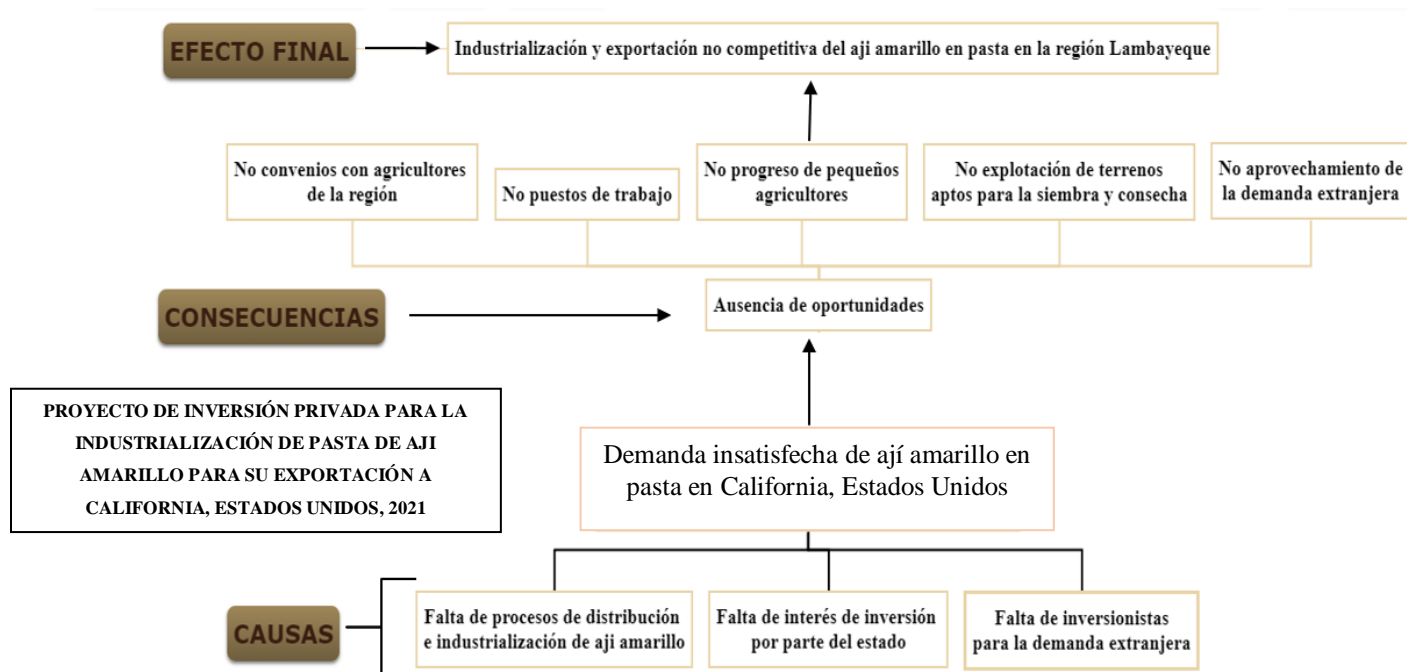 EFECTO FINAL
Industrialización y exportación no competitiva del aji amarillo en pasta en la región Lambayeque
No convenios con agricultores
de la región
No puestos de trabajo
No progreso de pequeños
agricultores
No explotación de terrenos
aptos para la siembra y consecha
No aprovechamiento de
la demanda extranjera
CONSECUENCIAS
Ausencia de oportunidades
PROYECTO DE INVERSIÓN PRIVADA PARA LA
INDUSTRIALIZACIÓN DE PASTA DE AJI
AMARILLO PARA SU EXPORTACIÓN A
CALIFORNIA, ESTADOS UNIDOS, 2021
Demanda insatisfecha de ají amarillo en
pasta en California, Estados Unidos
CAUSAS
Falta de procesos de distribución
e industrialización de aji amarillo
Falta de interés de inversión
por parte del estado
Falta de inversionistas
para la demanda extranjera